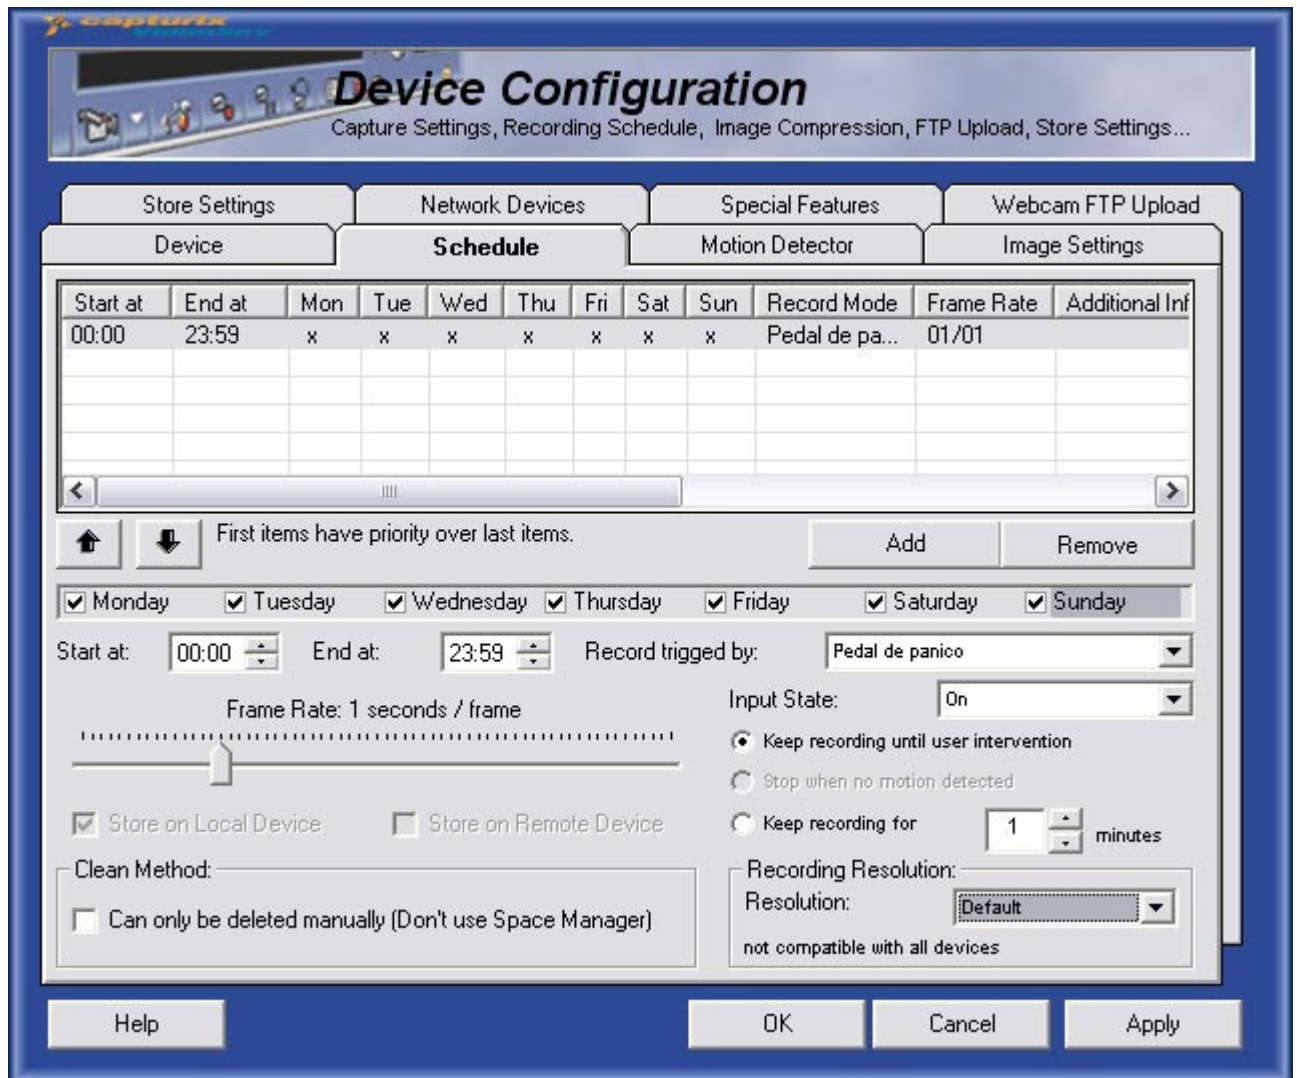 capturix
VideoSpy
Device Configuration
Capture Settings, Recording Schedule, Image Compression, FTP Upload, Store Settings...
Store Settings Network Devices Special Features Webcam FTP Upload
Device Schedule Motion Detector Image Settings
Start at End at Mon Tue Wed Thu Fri Sat Sun Record Mode Frame Rate Additional Inf
00:00 23:59 x x x x x x x Pedal de pa... 01/01
First items have priority over last items. Add Remove
Monday Tuesday Wednesday Thursday Friday Saturday Sunday
Start at: 00:00 End at: 23:59 Record trigged by: Pedal de panico
Frame Rate: 1 seconds / frame
Input State: On
Keep recording until user intervention
Stop when no motion detected
Keep recording for 1 minutes
Store on Local Device Store on Remote Device
Clean Method:
Can only be deleted manually (Don't use Space Manager)
Recording Resolution:
Resolution: Default
not compatible with all devices
Help OK Cancel Apply